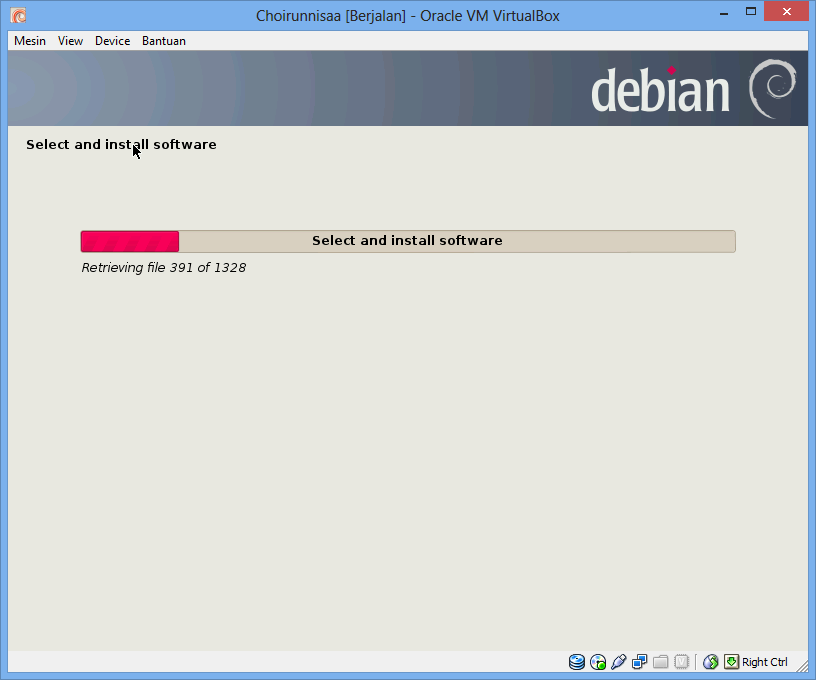 Choirunnisaa [Berjalan] - Oracle VM VirtualBox
Mesin View Device Bantuan
debian
Select and install software
Select and install software
Retrieving file 391 of 1328
Right Ctrl